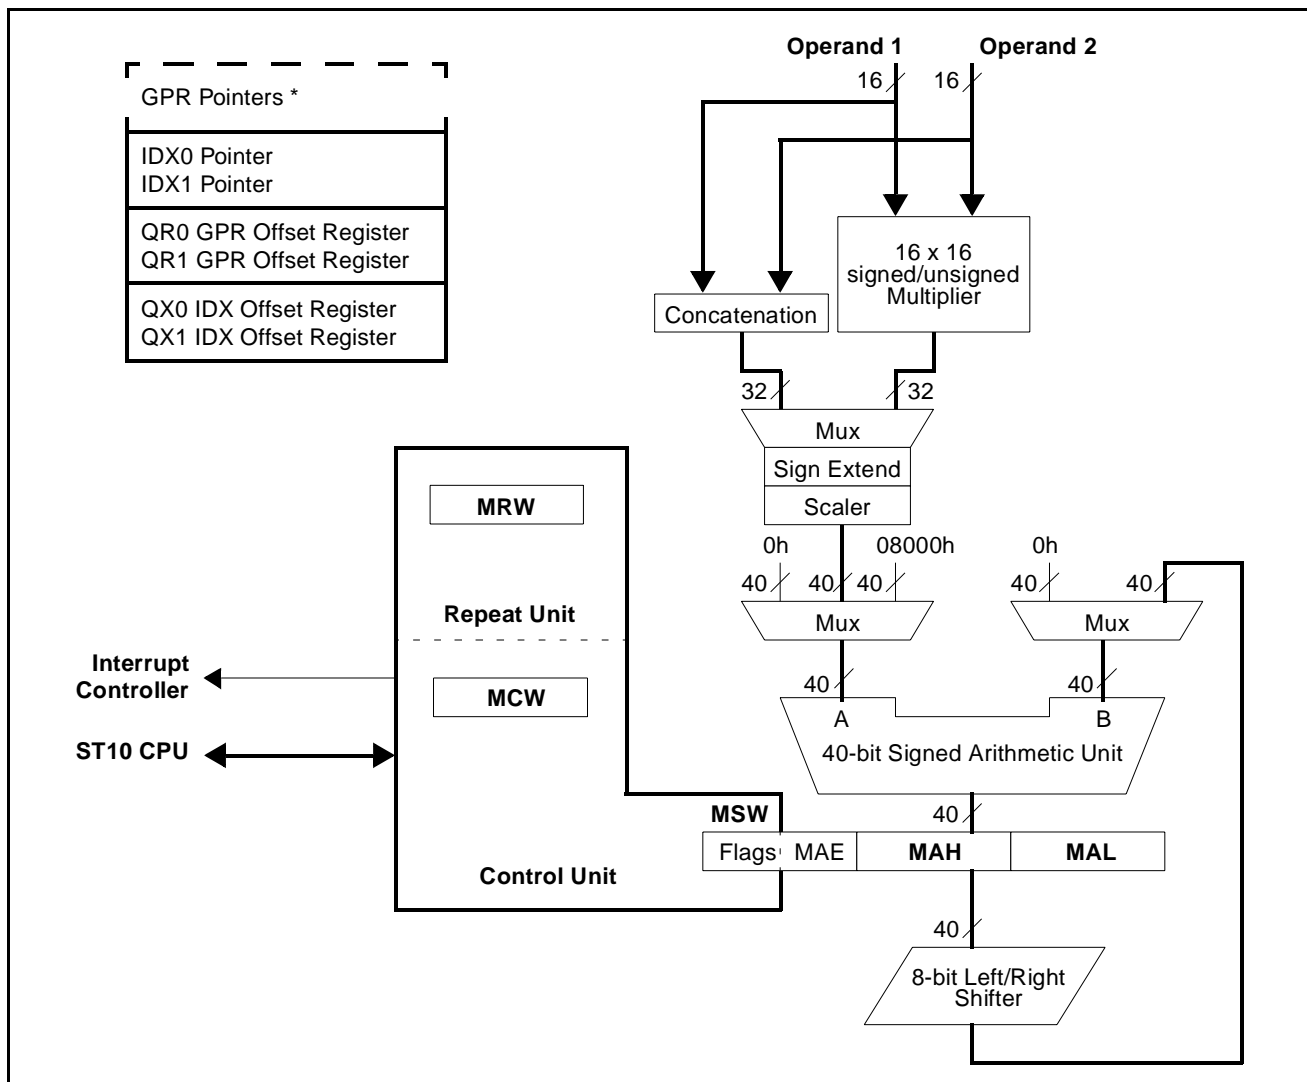 Operand 1
Operand 2
16
16
GPR Pointers *
IDX0 Pointer
IDX1 Pointer
QR0 GPR Offset Register
QR1 GPR Offset Register
QX0 IDX Offset Register
QX1 IDX Offset Register
16 x 16
signed/unsigned
Multiplier
Concatenation
32
32
Mux
Sign Extend
Scaler
MRW
0h
08000h
0h
40
40
40
40
40
Repeat Unit
Mux
Mux
Interrupt
Controller
MCW
40
40
A
B
ST10 CPU
40-bit Signed Arithmetic Unit
MSW
40
Flags
MAE
MAH
MAL
Control Unit
40
8-bit Left/Right
Shifter